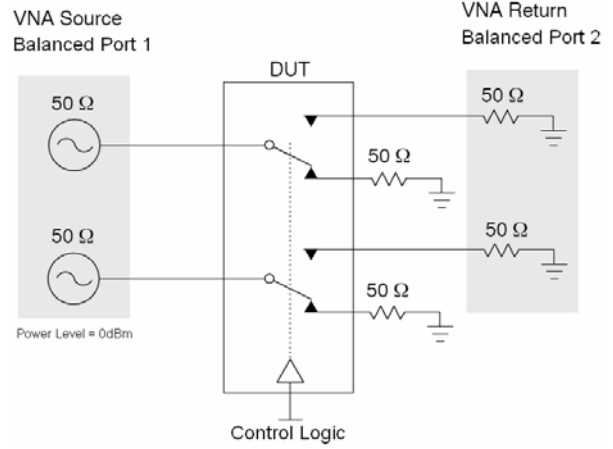 VNA Source
Balanced Port 1
VNA Return
Balanced Port 2
DUT
50 Ω
50 Ω
50 Ω
50 Ω
50 Ω
50 Ω
Power Level = 0dBm
Control Logic